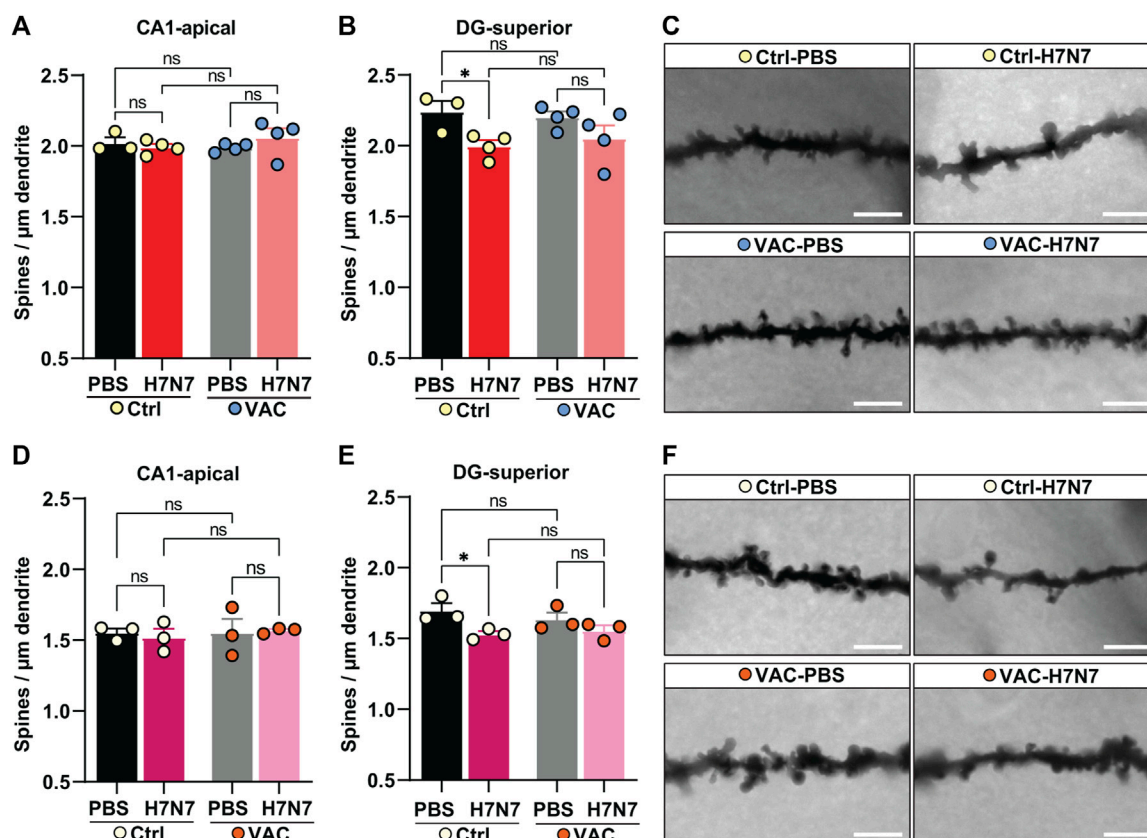 A
CA1-apical
ns
ns
ns
ns
Spines / µm dendrite
2.5
2.0
1.5
1.0
0.5
PBS H7N7 PBS H7N7
Ctrl VAC
B
DG-superior
ns
ns
*
ns
Spines / µm dendrite
2.5
2.0
1.5
1.0
0.5
PBS H7N7 PBS H7N7
Ctrl VAC
C
Ctrl-PBS
Ctrl-H7N7
VAC-PBS
VAC-H7N7
D
CA1-apical
ns
ns
ns
ns
Spines / µm dendrite
2.5
2.0
1.5
1.0
0.5
PBS H7N7 PBS H7N7
Ctrl VAC
E
DG-superior
ns
ns
*
ns
Spines / µm dendrite
2.5
2.0
1.5
1.0
0.5
PBS H7N7 PBS H7N7
Ctrl VAC
F
Ctrl-PBS
Ctrl-H7N7
VAC-PBS
VAC-H7N7